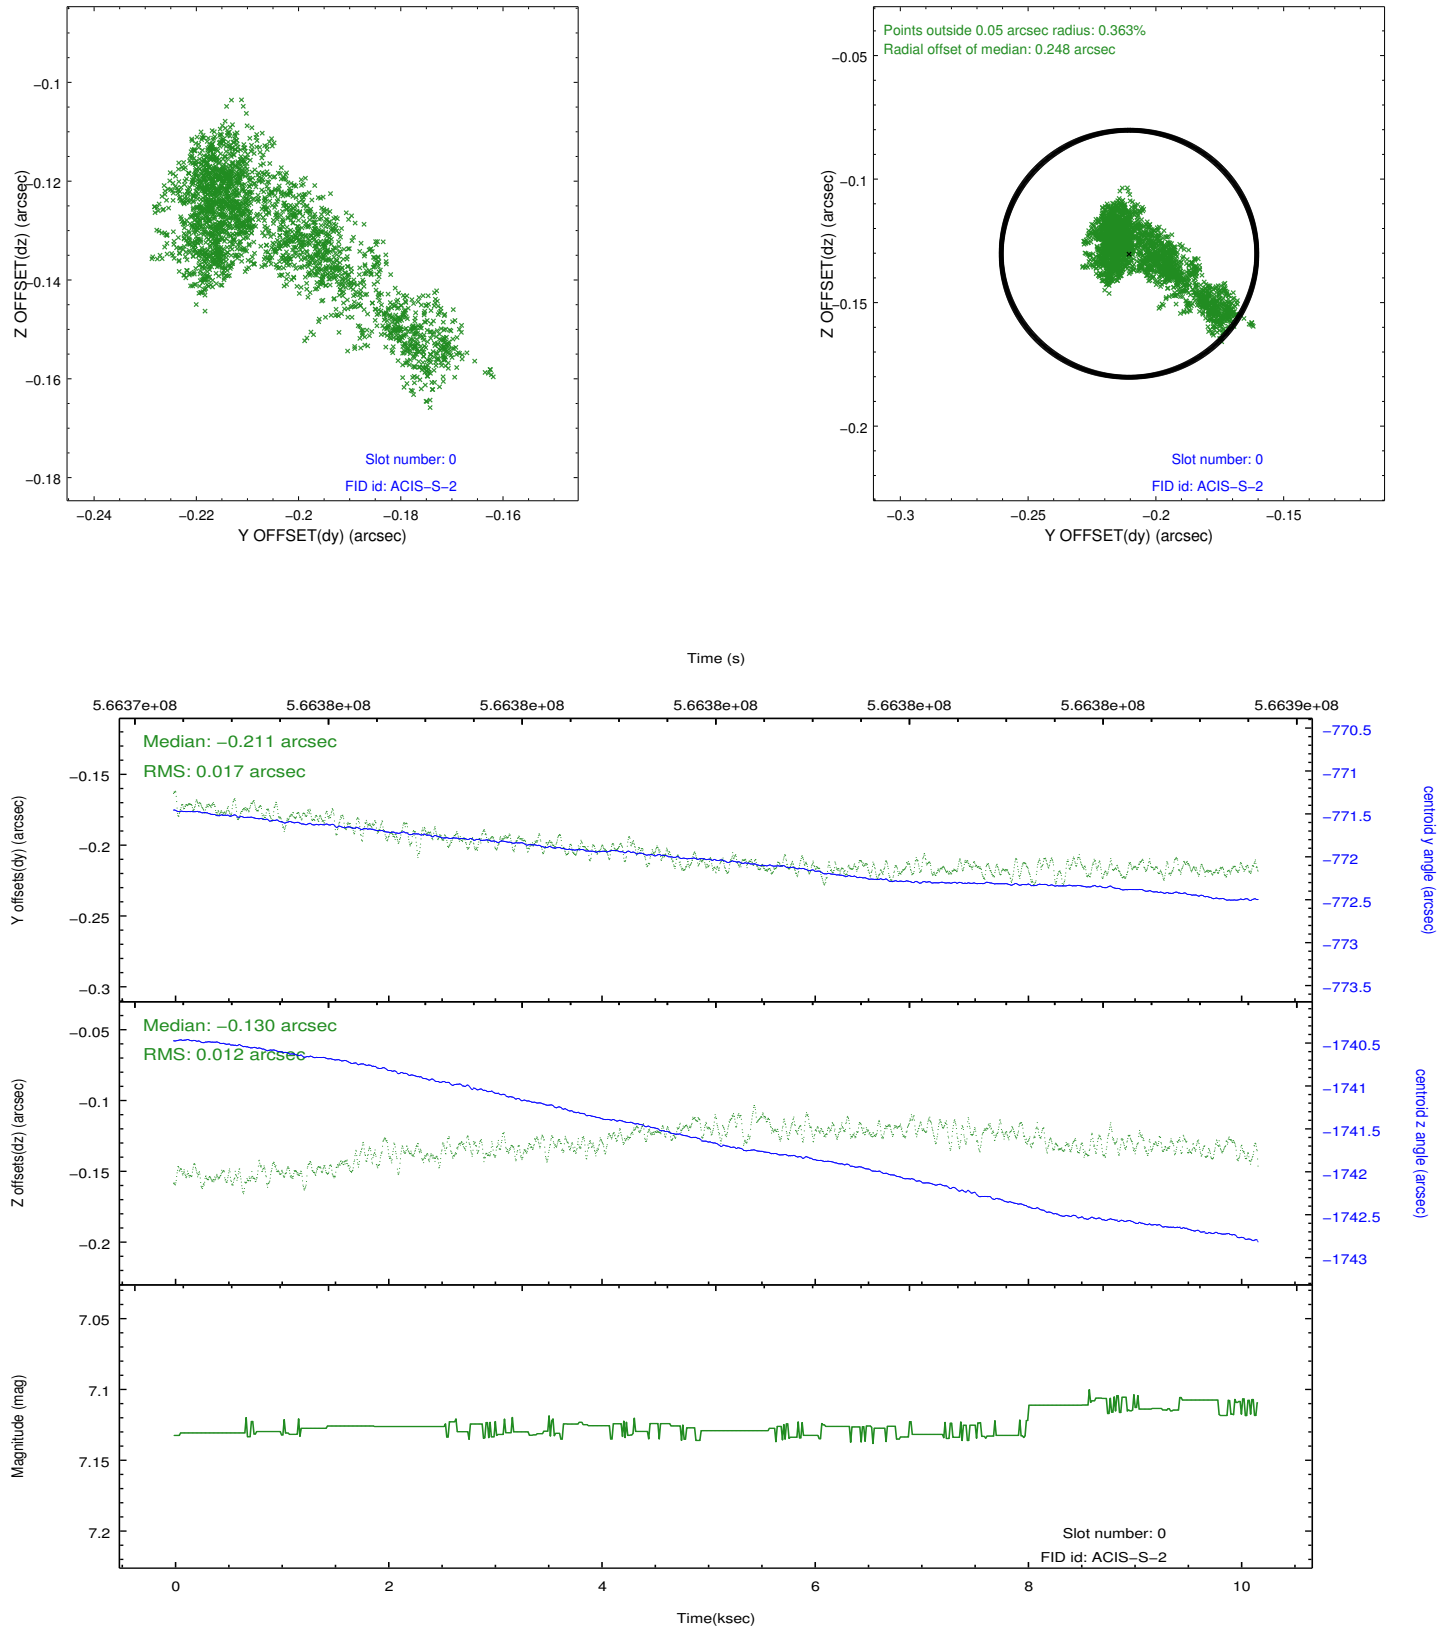 −0.1
−0.12
−0.14
−0.16
−0.18
Z OFFSET(dz) (arcsec)
Slot number: 0
FID id: ACIS−S−2
−0.24 −0.22 −0.2 −0.18 −0.16
Y OFFSET(dy) (arcsec)
Points outside 0.05 arcsec radius: 0.363%
Radial offset of median: 0.248 arcsec
−0.05
−0.1
−0.15
−0.2
Z OFFSET(dz) (arcsec)
Slot number: 0
FID id: ACIS−S−2
−0.3 −0.25 −0.2 −0.15
Y OFFSET(dy) (arcsec)
Time (s)
5.6637e+08 5.6638e+08 5.6638e+08 5.6638e+08 5.6638e+08 5.6638e+08 5.6639e+08
Median: −0.211 arcsec
RMS: 0.017 arcsec
−0.15
−0.2
−0.25
−0.3
Y offsets(dy) (arcsec)
−770.5
−771
−771.5
−772
−772.5
−773
−773.5
centroid y angle (arcsec)
Median: −0.130 arcsec
RMS: 0.012 arcsec
−0.05
−0.1
−0.15
−0.2
Z offsets(dz) (arcsec)
−1740.5
−1741
−1741.5
−1742
−1742.5
−1743
centroid z angle (arcsec)
7.05
7.1
7.15
7.2
Magnitude (mag)
Slot number: 0
FID id: ACIS−S−2
0 2 4 6 8 10
Time(ksec)